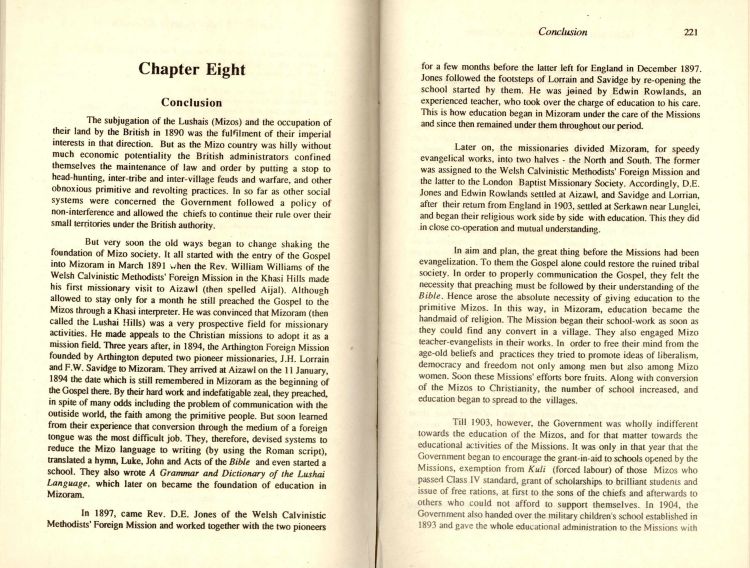 Chapter Eight
Conclusion
The subjugation of the Lushais (Mizos) and the occupation of
their land by the British in 1890 was the fulfilment of their imperial
interests in that direction. But as the Mizo country was hilly without
much economic potentiality the British administrators confined
themselves the maintenance of law and order by putting a stop to
head-hunting, inter-tribe and inter-village feuds and warfare, and other
obnoxious primitive and revolting practices. In so far as other social
systems were concerned the Government followed a policy of
non-interference and allowed the chiefs to continue their rule over their
small territories under the British authority.
But very soon the old ways began to change shaking the
foundation of Mizo society. It all started with the entry of the Gospel
into Mizoram in March 1891 when the Rev. William Williams of the
Welsh Calvinistic Methodists' Foreign Mission in the Khasi Hills made
his first missionary visit to Aizawl (then spelled Aijal). Although
allowed to stay only for a month he still preached the Gospel to the
Mizos through a Khasi interpreter. He was convinced that Mizoram (then
called the Lushai Hills) was a very prospective field for missionary
activities. He made appeals to the Christian missions to adopt it as a
mission field. Three years after, in 1894, the Arthington Foreign Mission
founded by Arthington deputed two pioneer missionaries, J.H. Lorrain
and F.W. Savidge to Mizoram. They arrived at Aizawl on the 11 January,
1894 the date which is still remembered in Mizoram as the beginning of
the Gospel there. By their hard work and indefatigable zeal, they preached,
in spite of many odds including the problem of communication with the
outiside world, the faith among the primitive people. But soon learned
from their experience that conversion through the medium of a foreign
tongue was the most difficult job. They, therefore, devised systems to
reduce the Mizo language to writing (by using the Roman script),
translated a hymn, Luke, John and Acts of the Bible and even started a
school. They also wrote A Grammar and Dictionary of the Lushai
Language, which later on became the foundation of education in
Mizoram.
In 1897, came Rev. D.E. Jones of the Welsh Calvinistic
Methodists' Foreign Mission and worked together with the two pioneers
Conclusion 221
for a few months before the latter left for England in December 1897.
Jones followed the footsteps of Lorrain and Savidge by re-opening the
school started by them. He was joined by Edwin Rowlands, an
experienced teacher, who took over the charge of education to his care.
This is how education began in Mizoram under the care of the Missions
and since then remained under them throughout our period.
Later on, the missionaries divided Mizoram, for speedy
evangelical works, into two halves - the North and South. The former
was assigned to the Welsh Calvinistic Methodists' Foreign Mission and
the latter to the London Baptist Missionary Society. Accordingly, D.E.
Jones and Edwin Rowlands settled at Aizawl, and Savidge and Lorrian,
after their return from England in 1903, settled at Serkawn near Lunglei,
and began their religious work side by side with education. This they did
in close co-operation and mutual understanding.
In aim and plan, the great thing before the Missions had been
evangelization. To them the Gospel alone could restore the ruined tribal
society. In order to properly communicate the Gospel, they felt the
necessity that preaching must be followed by their understanding of the
Bible. Hence arose the absolute necessity of giving education to the
primitive Mizos. In this way, in Mizoram, education became the
handmaid of religion. The Mission began their school-work as soon as
they could find any convert in a village. They also engaged Mizo
teacher-evangelists in their works. In order to free their mind from the
age-old beliefs and practices they tried to promote ideas of liberalism,
democracy and freedom not only among men but also among Mizo
women. Soon these Missions' efforts bore fruits. Along with conversion
of the Mizos to Christianity, the number of school increased, and
education began to spread to the villages.
Till 1903, however, the Government was wholly indifferent
towards the education of the Mizos, and for that matter towards the
educational activities of the Missions. It was only in that year that the
Government began to encourage the grant-in-aid to schools opened by the
Missions, exemption from Kuli (forced labour) of those Mizos who
passed Class IV standard, grant of scholarships to brilliant students and
issue of free rations, at first to the sons of the chiefs and afterwards to
others who could not afford to support themselves. In 1904, the
Government also handed over the military children's school established in
1893 and gave the whole educational administration to the Missions with